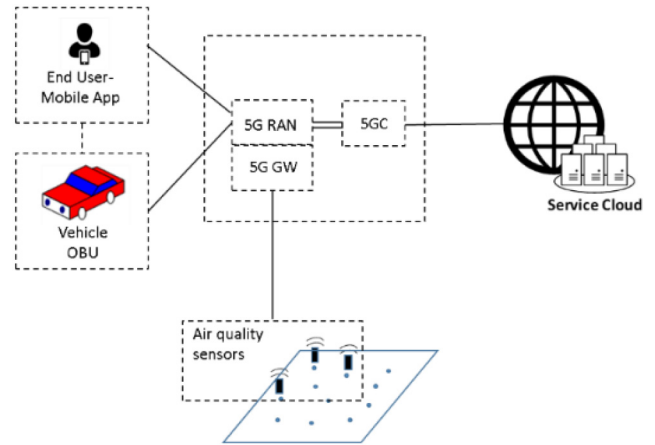 End User-
Mobile App
Vehicle
OBU
5G RAN
5GC
5G GW
Service Cloud
Air quality
sensors